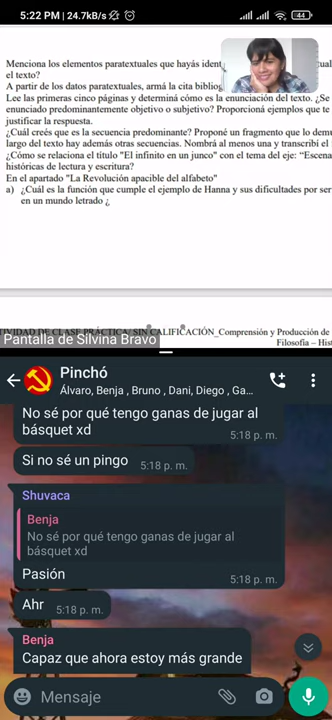 5:22 PM | 24.7kB/s
44
Menciona los elementos paratextuales que hayás ident
el texto?
A partir de los datos paratextuales, armá la cita bibliog
Lee las primeras cinco páginas y determiná cómo es la enunciación del texto. ¿Se
enunciado predominantemente objetivo o subjetivo? Proporcioná ejemplos que te
justificar la respuesta.
¿Cuál creés que es la secuencia predominante? Proponé un fragmento que lo demu
largo del texto hay además otras secuencias. Nombrá al menos una y transcribí el
¿Cómo se relaciona el título "El infinito en un junco" con el tema del eje: "Escena
históricas de lectura y escritura?
En el apartado "La Revolución apacible del alfabeto"
a) ¿Cuál es la función que cumple el ejemplo de Hanna y sus dificultades por ser
en un mundo letrado ¿
TIVIDAD DE CLASE PRÁCTICA, SIN CALIFICACIÓN_Comprensión y Producción de
Pantalla de Silvina Bravo
Filosofía – Hist
Pinchó
Álvaro, Benja, Bruno, Dani, Diego, Ga...
No sé por qué tengo ganas de jugar al
básquet xd
5:18 p. m.
Si no sé un pingo
5:18 p. m.
Shuvaca
Benja
No sé por qué tengo ganas de jugar al
básquet xd
Pasión
5:18 p. m.
Ahr
5:18 p. m.
Benja
Capaz que ahora estoy más grande
Mensaje